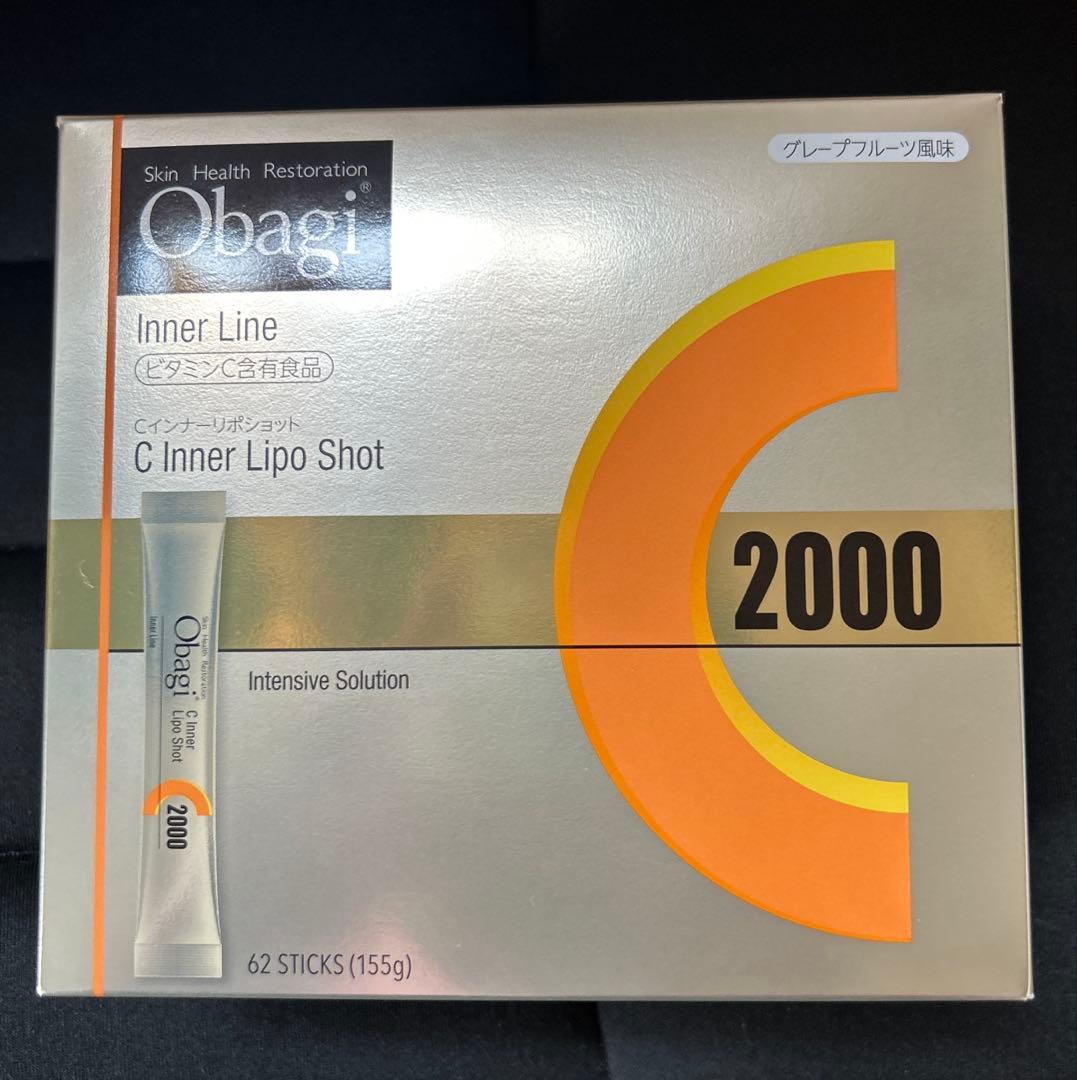 Skin Health Restoration
Obagi®
グレープフルーツ風味
Inner Line
ビタミンC含有食品
Cインナーリポショット
C Inner Lipo Shot
C
2000
Intensive Solution
Skin Health Restoration
Obagi®
Inner Line
C Inner
Lipo Shot
C
2000
62 STICKS (155g)